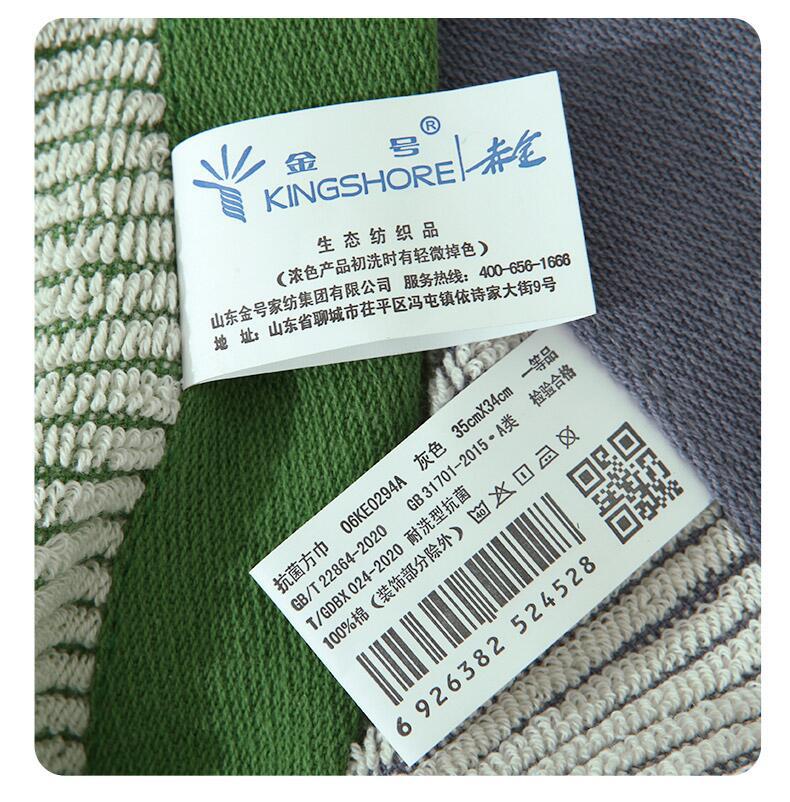 金号®
KINGSHORE 赤金
生态纺织品
（浓色产品初洗时有轻微掉色）
山东金号家纺集团有限公司 服务热线：400-656-1666
地 址：山东省聊城市茌平区冯屯镇依诗家大街9号
抗菌方巾 06KE0294A 灰色 35cmX34cm 一等品
GB/T 22864-2020 GB 31701-2015·A类 检验合格
T/GDBX 024-2020 耐洗型抗菌
100%棉（装饰部分除外）
6 926382 524528